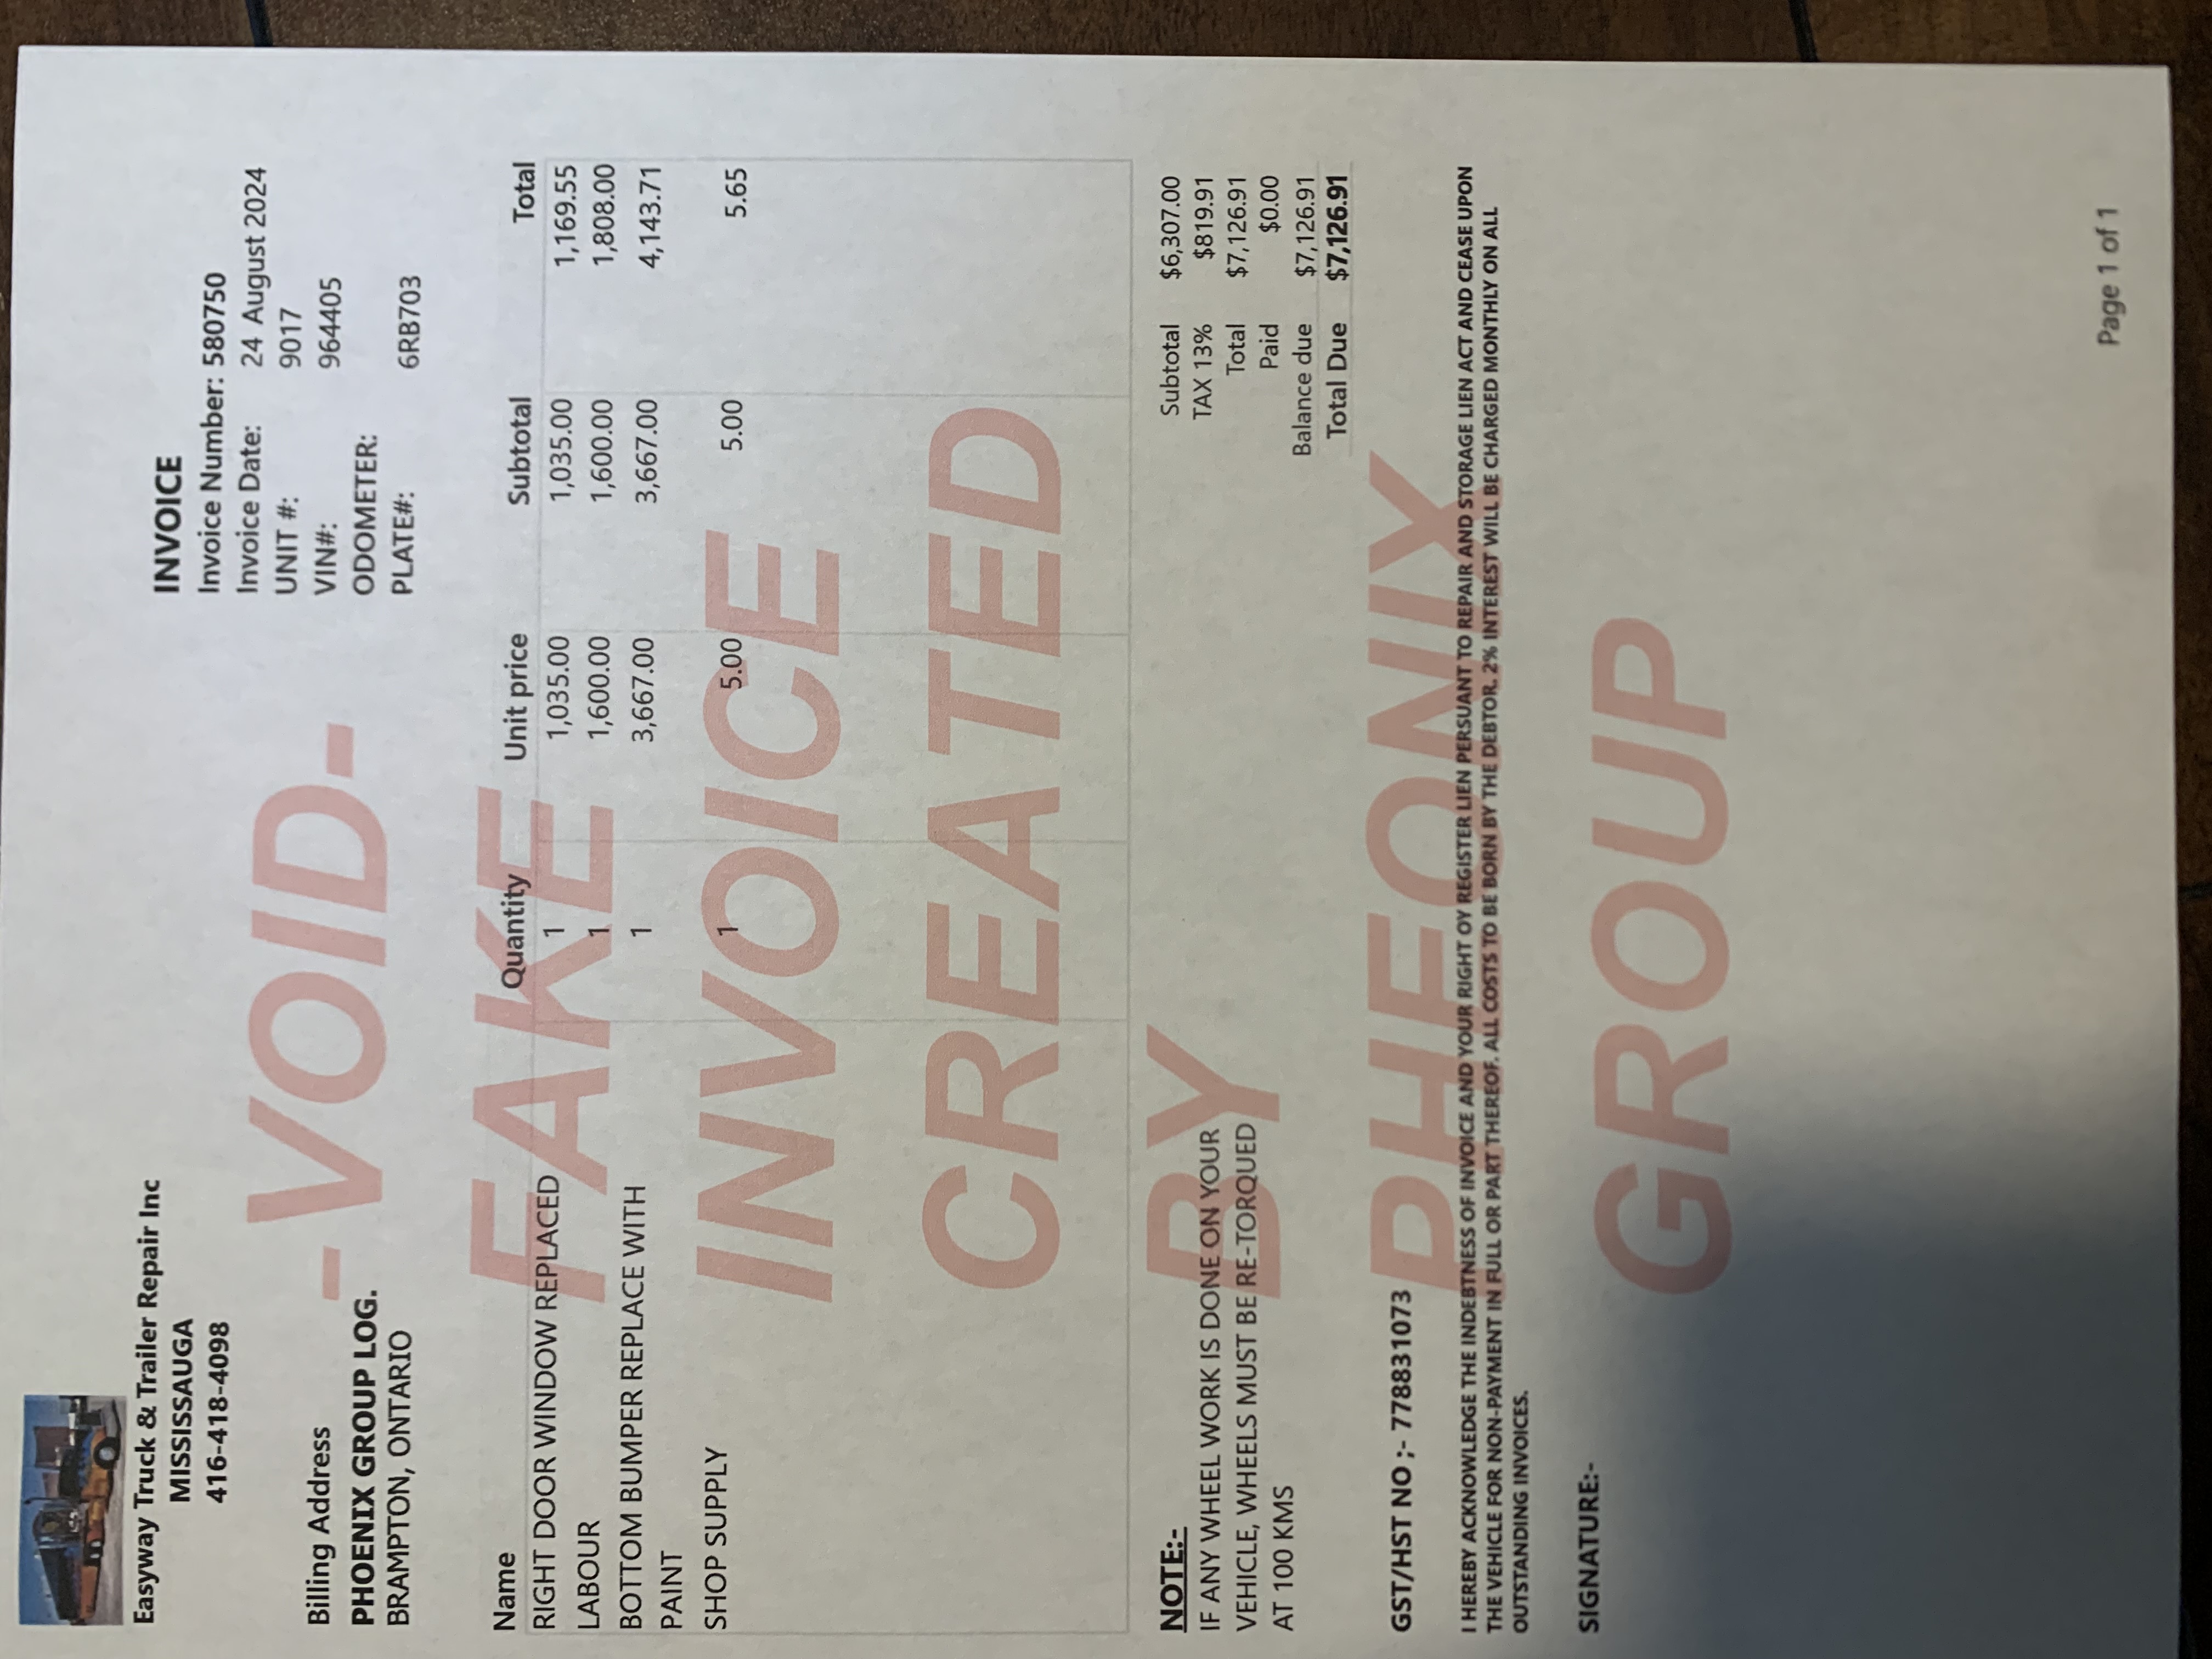 Easyway Truck & Trailer Repair Inc
MISSISSAUGA
416-418-4098
INVOICE
Invoice Number: 580750
Invoice Date: 24 August 2024
UNIT #: 9017
VIN#: 964405
ODOMETER:
PLATE#: 6RB703
Billing Address
PHOENIX GROUP LOG.
BRAMPTON, ONTARIO
- VOID-
FAKE
INVOICE
CREATED
BY
PHEONIX
GROUP
Name Quantity Unit price Subtotal Total
RIGHT DOOR WINDOW REPLACED 1 1,035.00 1,035.00 1,169.55
LABOUR 1 1,600.00 1,600.00 1,808.00
BOTTOM BUMPER REPLACE WITH 1 3,667.00 3,667.00 4,143.71
PAINT
SHOP SUPPLY 1 5.00 5.00 5.65
NOTE:-
IF ANY WHEEL WORK IS DONE ON YOUR
VEHICLE, WHEELS MUST BE RE-TORQUED
AT 100 KMS
Subtotal $6,307.00
TAX 13% $819.91
Total $7,126.91
Paid $0.00
Balance due $7,126.91
Total Due $7,126.91
GST/HST NO ;- 778831073
I HEREBY ACKNOWLEDGE THE INDEBTNESS OF INVOICE AND YOUR RIGHT OY REGISTER LIEN PERSUANT TO REPAIR AND STORAGE LIEN ACT AND CEASE UPON
THE VEHICLE FOR NON-PAYMENT IN FULL OR PART THEREOF. ALL COSTS TO BE BORN BY THE DEBTOR. 2% INTEREST WILL BE CHARGED MONTHLY ON ALL
OUTSTANDING INVOICES.
SIGNATURE:-
Page 1 of 1